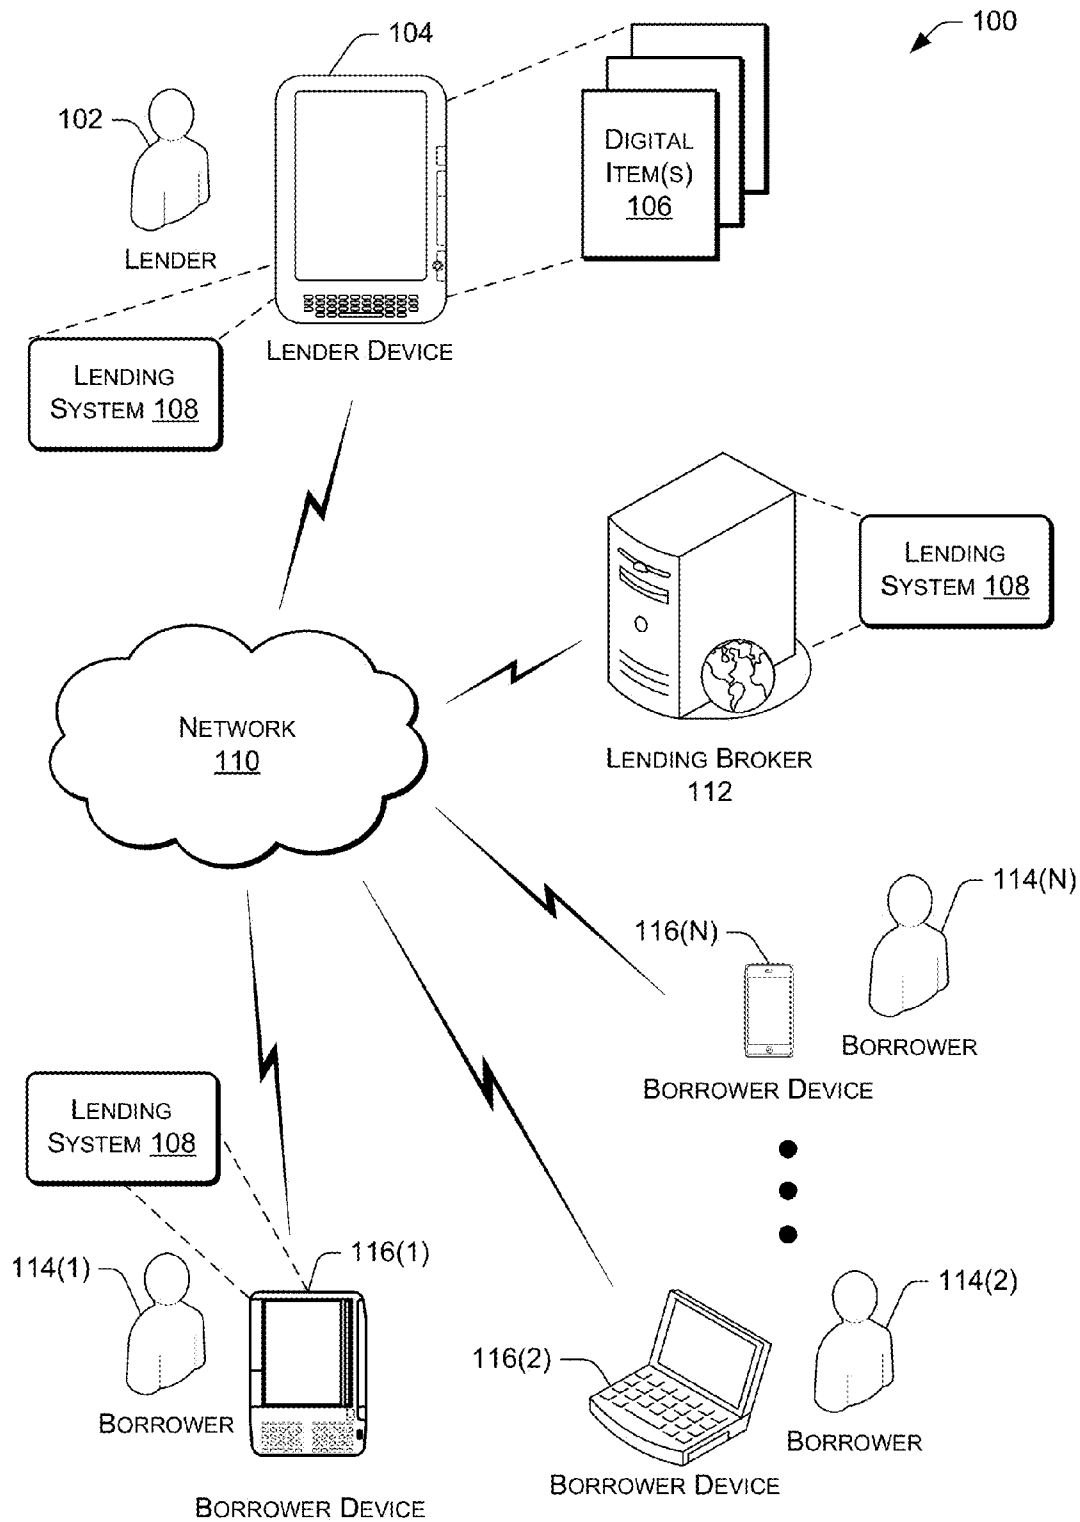 100
104
102
DIGITAL
ITEM(S)
106
LENDER
LENDER DEVICE
LENDING
SYSTEM 108
LENDING
SYSTEM 108
NETWORK
110
LENDING BROKER
112
114(N)
116(N)
BORROWER
BORROWER DEVICE
LENDING
SYSTEM 108
116(1)
114(1)
BORROWER
BORROWER DEVICE
114(2)
116(2)
BORROWER
BORROWER DEVICE